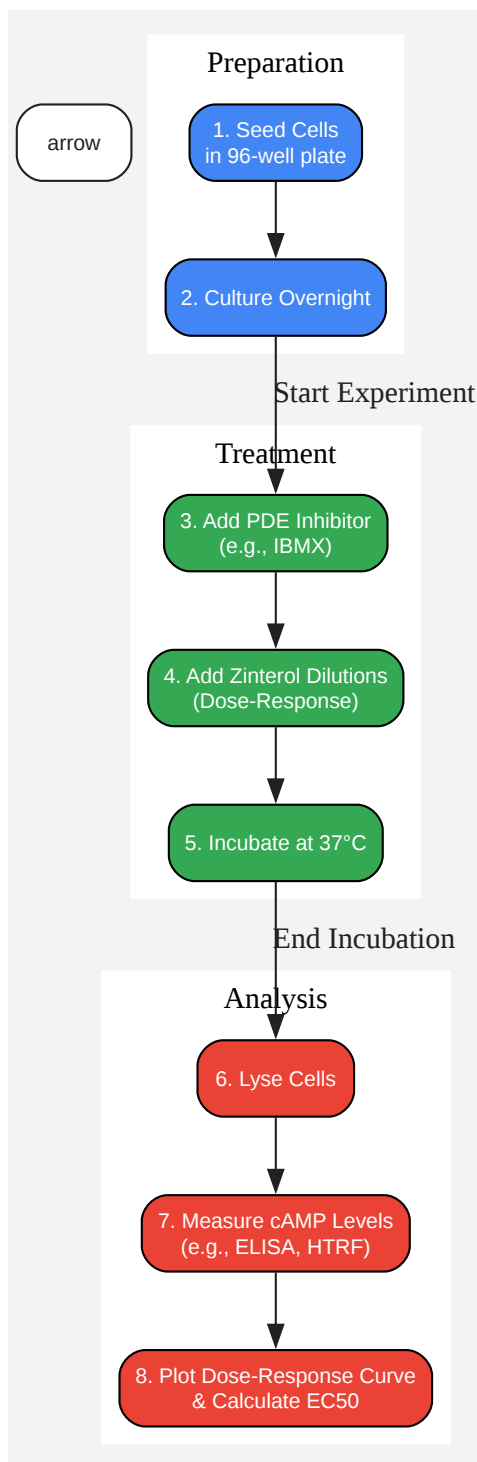 Preparation
arrow
1. Seed Cells
in 96-well plate
2. Culture Overnight
Start Experiment
Treatment
3. Add PDE Inhibitor
(e.g., IBMX)
4. Add Zinterol Dilutions
(Dose-Response)
5. Incubate at 37°C
End Incubation
Analysis
6. Lyse Cells
7. Measure cAMP Levels
(e.g., ELISA, HTRF)
8. Plot Dose-Response Curve
& Calculate EC50